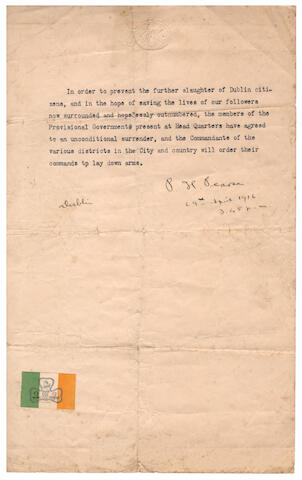 In order to prevent the further slaughter of Dublin citi-
zens, and in the hope of saving the lives of our followers
now surrounded and hopelessly outnumbered, the members of the
Provisional Government present at Head Quarters have agreed
to an unconditional surrender, and the Commandants of the
various districts in the City and country will order their
commands to lay down arms.
P H Pearse
Dublin
29th April 1916
3.45 p.m